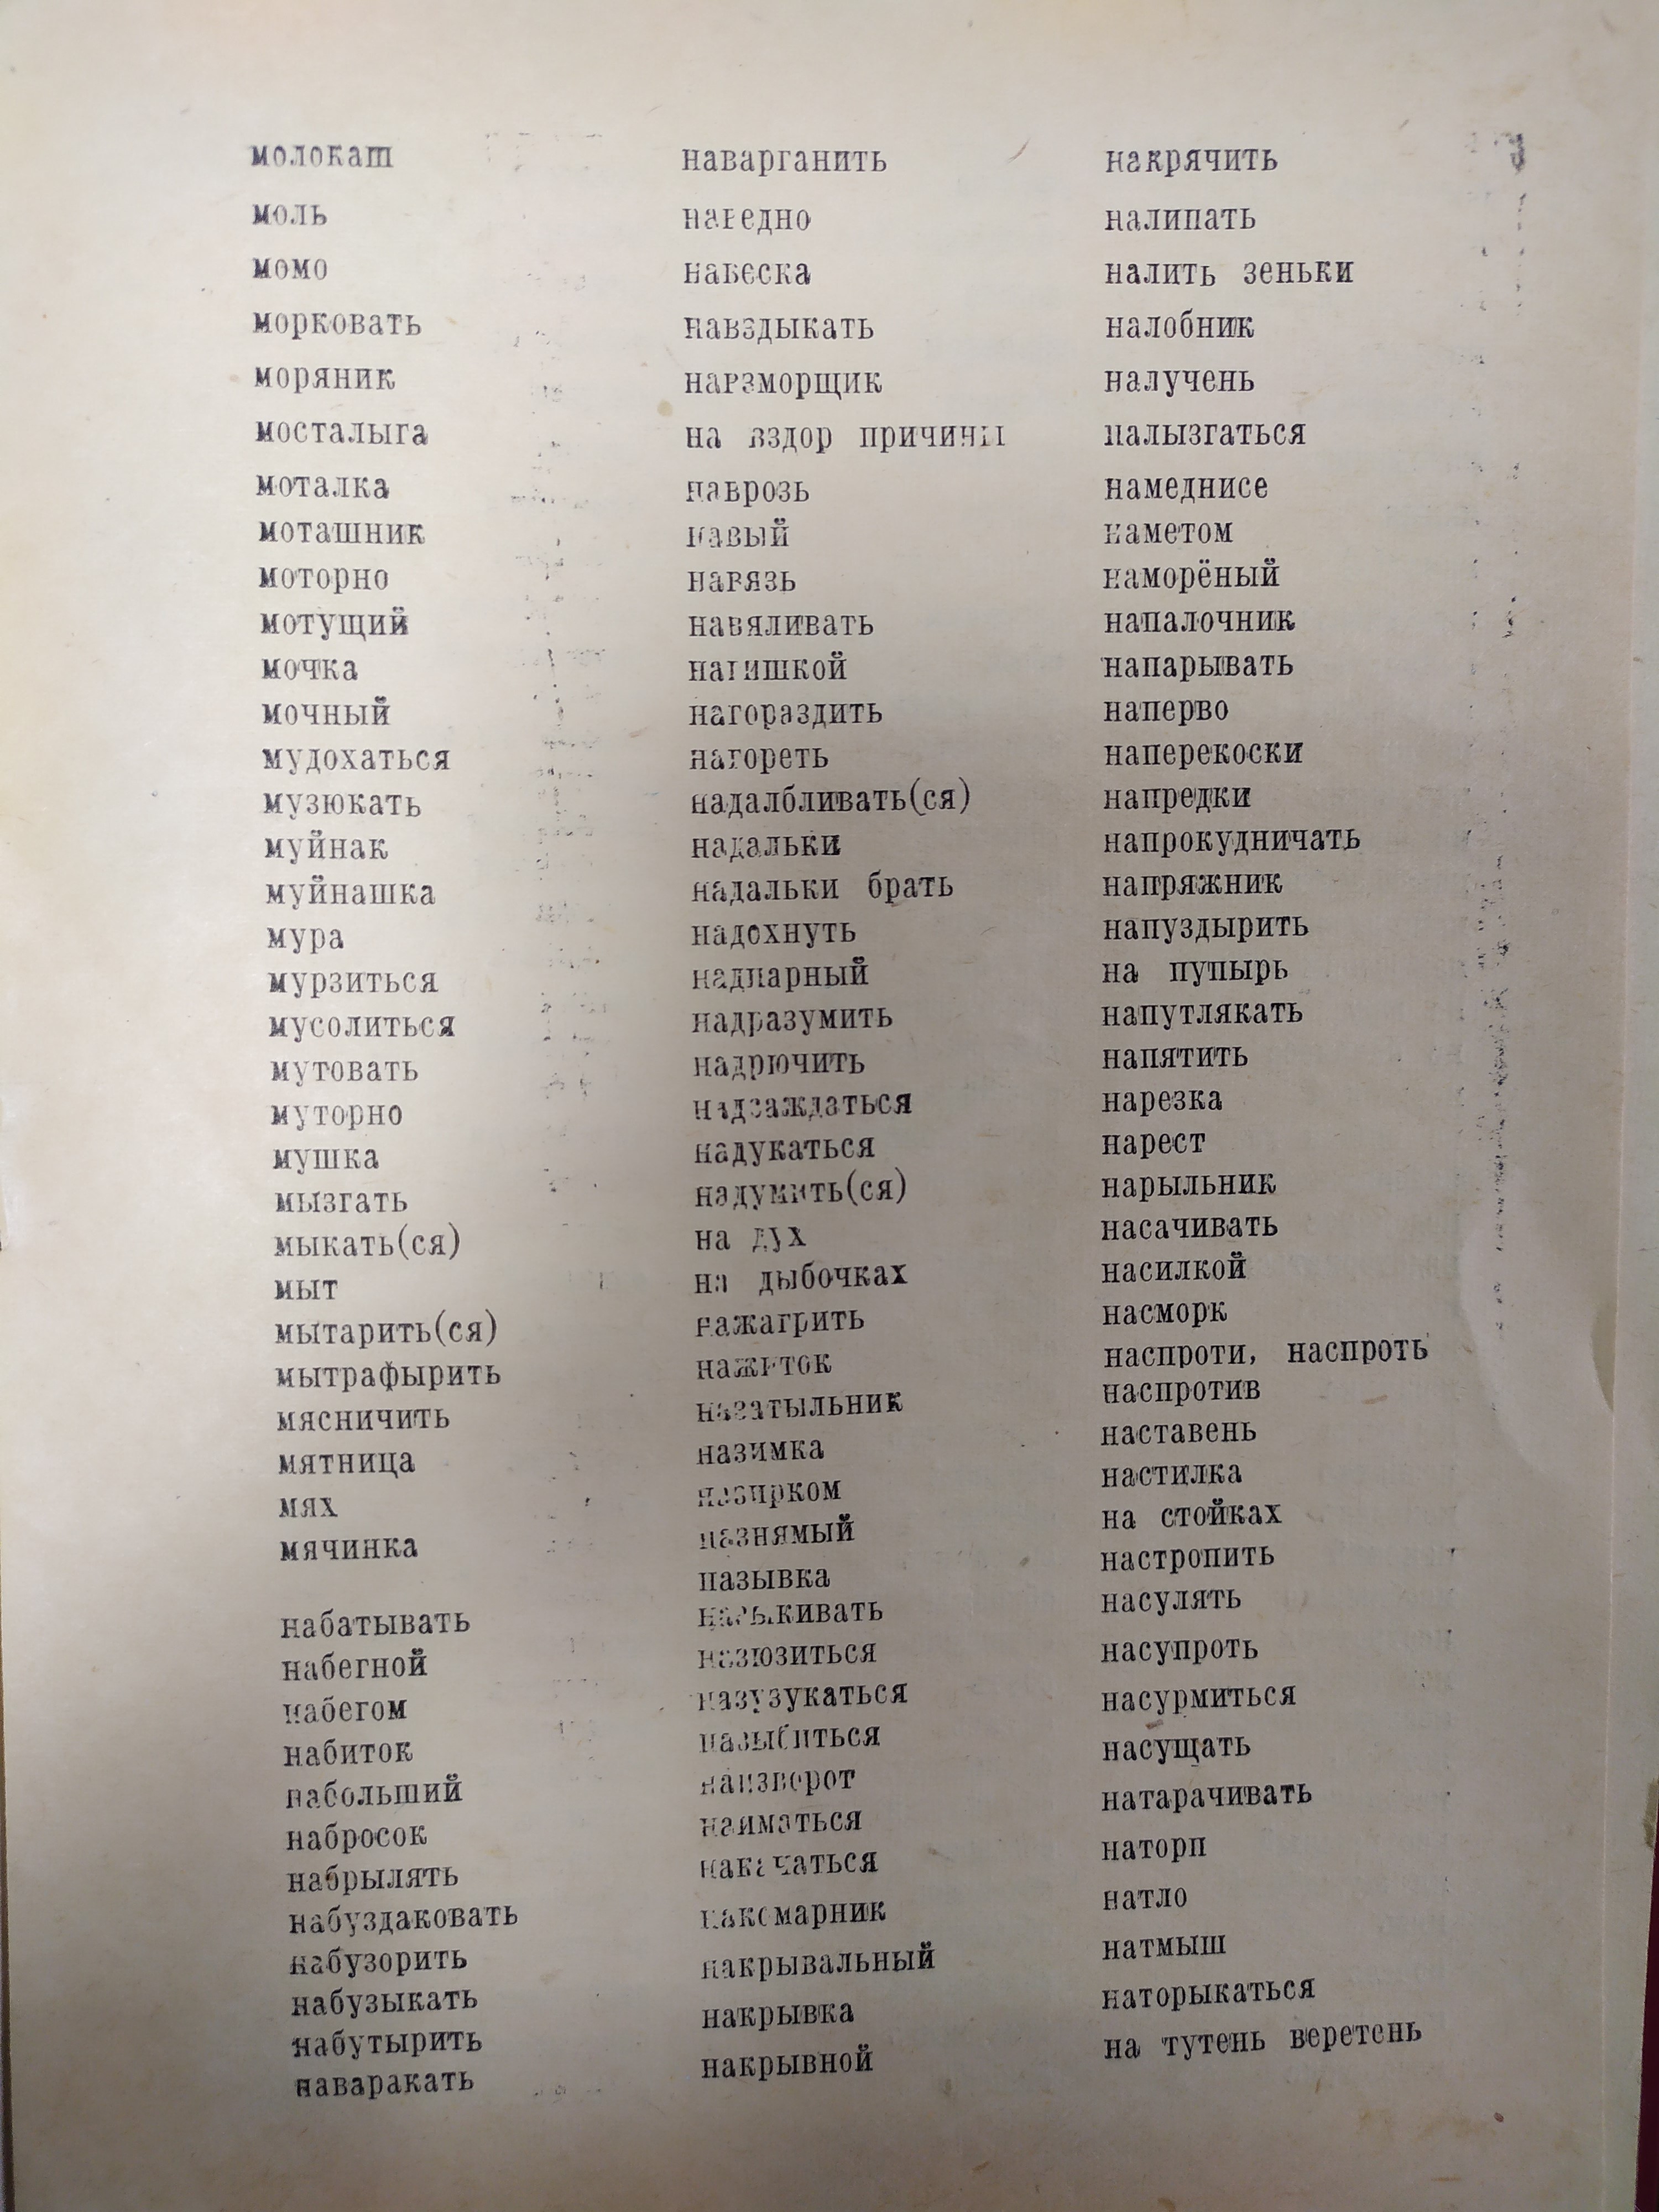 молокаш
моль
момо
морковать
моряник
мосталыга
моталка
моташник
моторно
мотущий
мочка
мочный
мудохаться
музюкать
муйнак
муйнашка
мура
мурзиться
мусолиться
мутовать
муторно
мушка
мызгать
мыкать(ся)
мыт
мытарить(ся)
мытрафырить
мясничить
мятница
мях
мячинка
набатывать
набегной
набегом
набиток
набольший
набросок
набрылять
набуздаковать
набузорить
набузыкать
набутырить
наваракать
наварганить
наведно
навеска
навздыкать
навзморщик
на вздор причины
наврозь
навый
навязь
навяливать
нагишкой
нагораздить
нагореть
надалбливать(ся)
надальки
надальки брать
надохнуть
надпарный
надразумить
надрючить
надсаждаться
надукаться
надумить(ся)
на дух
на дыбочках
нажагрить
нажиток
назатыльник
назимка
назирком
назнямый
называка
назюзиться
назузукаться
назыбиться
наизворот
наиматься
накачаться
накомарник
накрывальный
накрывка
накрывной
накрячить
налипать
налить зеньки
налобник
налучень
налызгаться
намеднисе
наметом
наморёный
напалочник
напарывать
наперво
наперекоски
напредки
напрокудничать
напряжник
напуздырить
на пупырь
напутлякать
напятить
нарезка
нарест
нарыльник
насачивать
насилкой
насморк
наспроти, наспроть
наспротив
наставень
настилка
на стойках
настропить
насулять
насупроть
насурмиться
насущать
натарачивать
наторп
натло
натмыш
наторыкаться
на тутень веретень